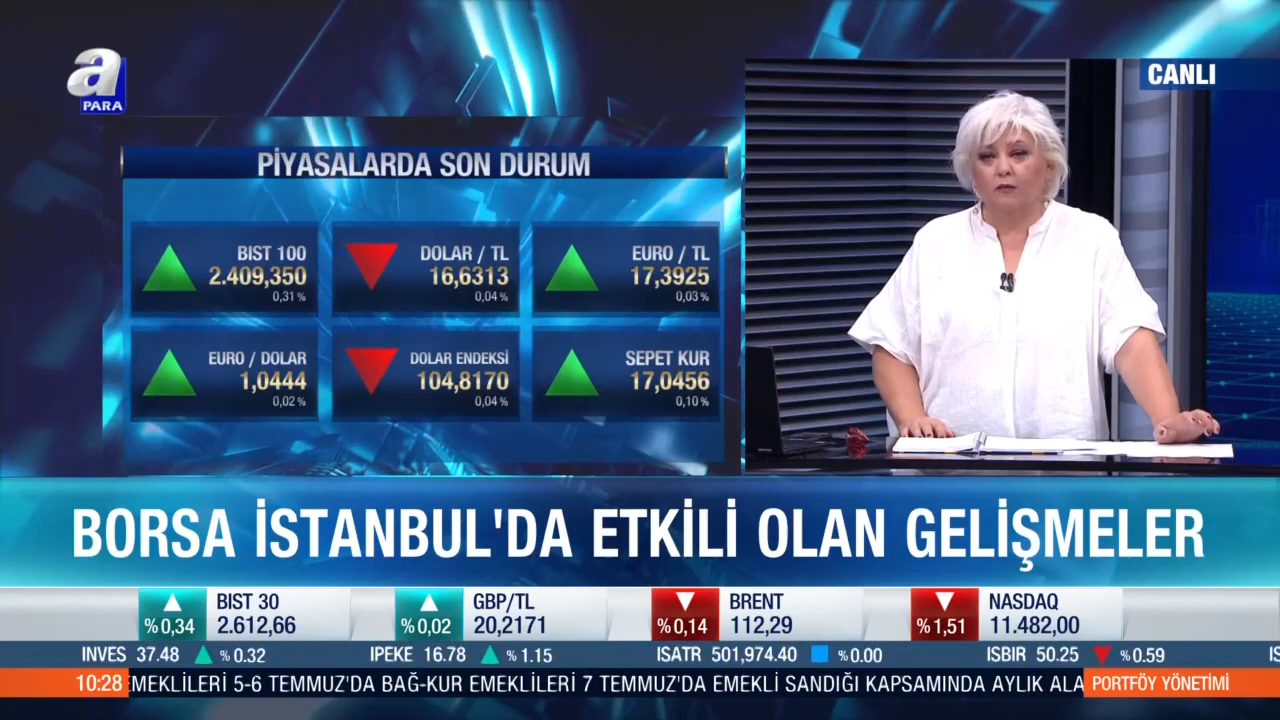 a
PARA
CANLI
PİYASALARDA SON DURUM
BIST 100
2.409,350
0,31 %
DOLAR / TL
16,6313
0,04 %
EURO / TL
17,3925
0,03 %
EURO / DOLAR
1,0444
0,02 %
DOLAR ENDEKSİ
104,8170
0,04 %
SEPET KUR
17,0456
0,10 %
BORSA İSTANBUL'DA ETKİLİ OLAN GELİŞMELER
%0,34 BIST 30 2.612,66
%0,02 GBP/TL 20,2171
%0,14 BRENT 112,29
%1,51 NASDAQ 11.482,00
INVES 37.48 %0.32 IPEKE 16.78 %1.15 ISATR 501,974.40 %0.00 ISBIR 50.25 %0.59
10:28 EMEKLİLERİ 5-6 TEMMUZ'DA BAĞ-KUR EMEKLİLERİ 7 TEMMUZ'DA EMEKLİ SANDIĞI KAPSAMINDA AYLIK ALA PORTFÖY YÖNETİMİ